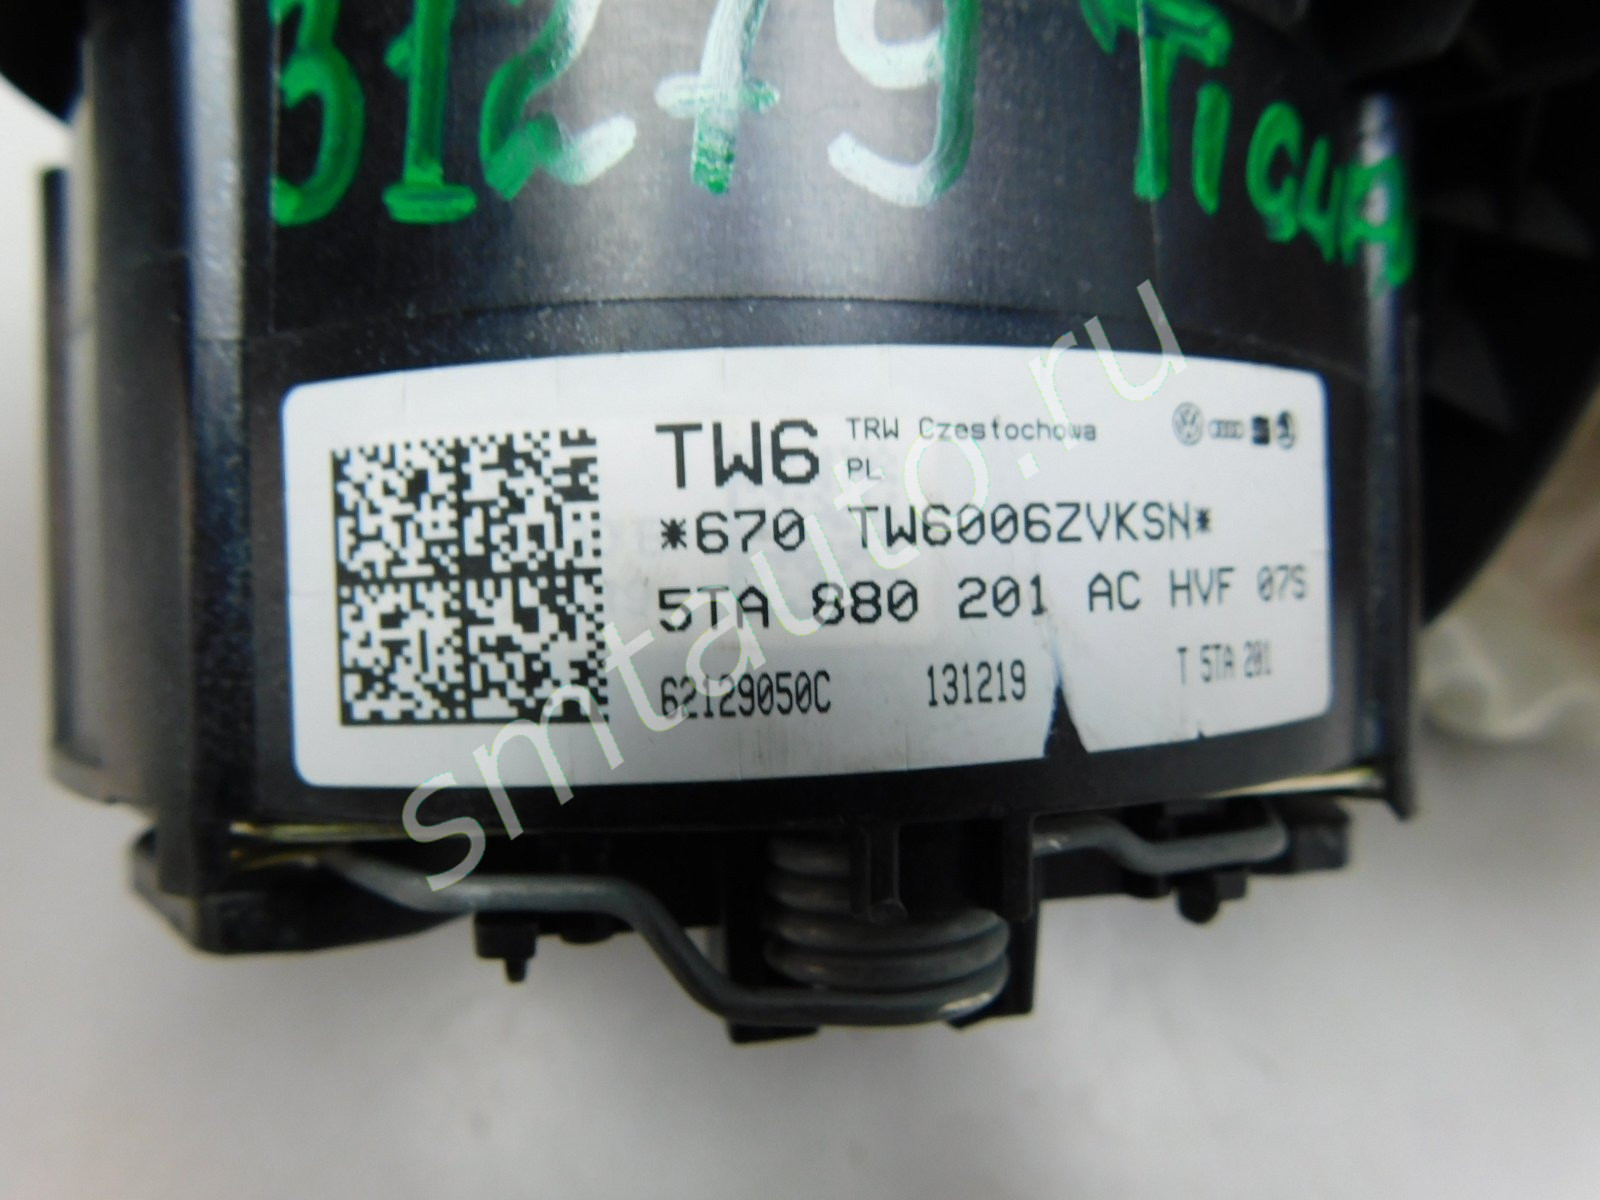 31279 TIGUA
TW6 TRW Czestochowa
PL
*670 TW6006ZVKSN*
5TA 880 201 AC HVF 07S
62129050C 131219 T 5TA 201
smtauto.ru